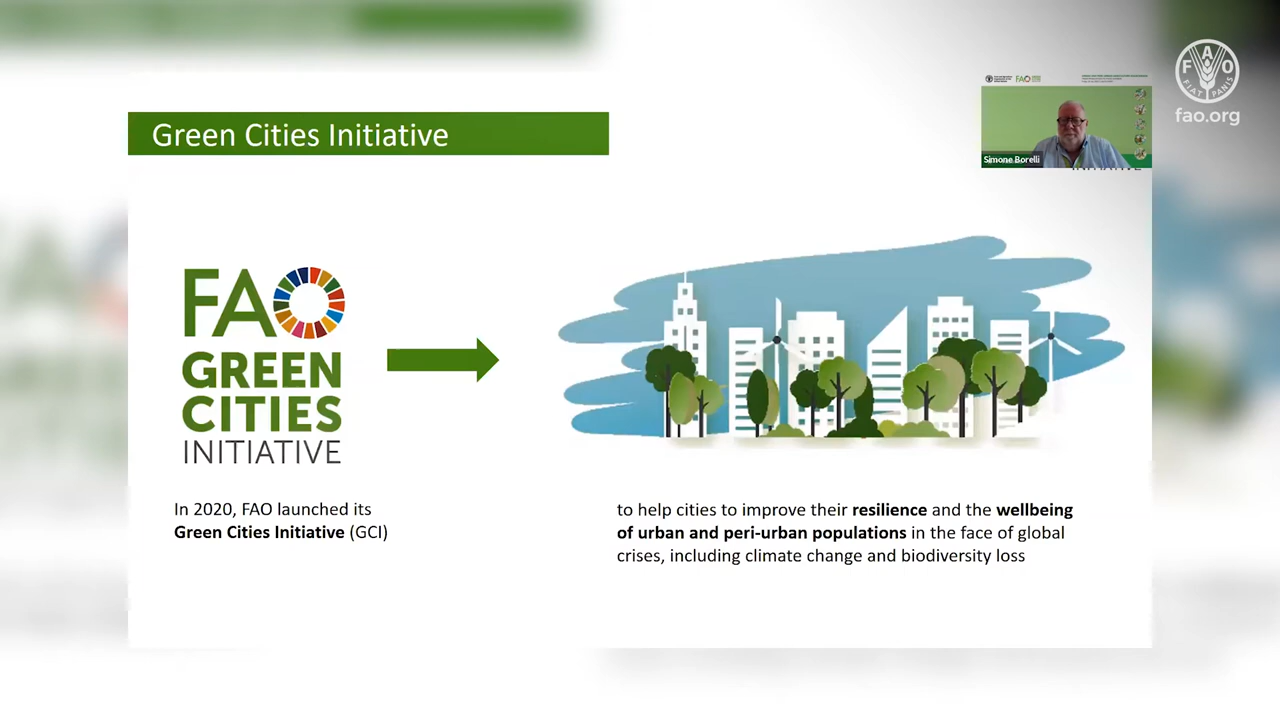 Green Cities Initiative
FAO
GREEN
CITIES
INITIATIVE
In 2020, FAO launched its
Green Cities Initiative (GCI)
to help cities to improve their resilience and the wellbeing
of urban and peri-urban populations in the face of global
crises, including climate change and biodiversity loss
Simone Borelli
FAO
FIAT PANIS
fao.org